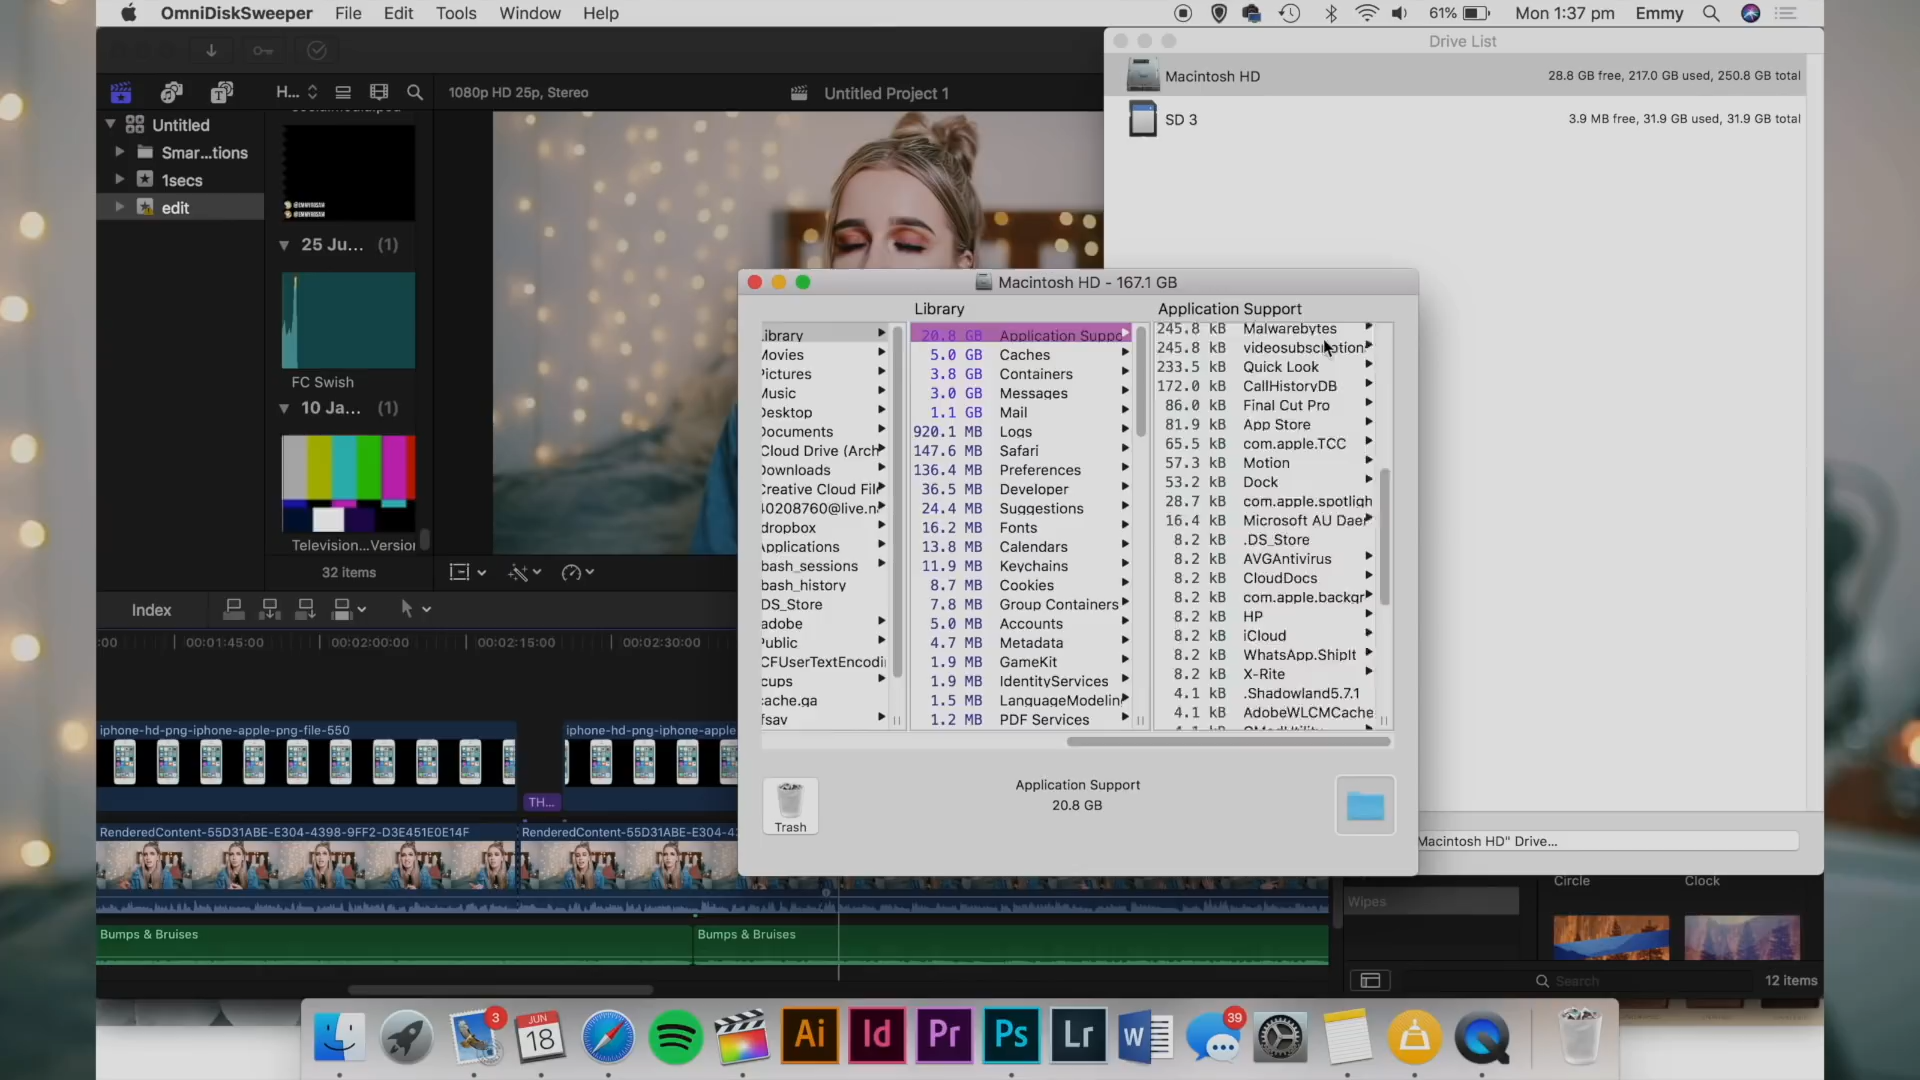 OmniDiskSweeper File Edit Tools Window Help
61% Mon 1:37 pm Emmy
Drive List
Macintosh HD 28.8 GB free, 217.0 GB used, 250.8 GB total
SD 3 3.9 MB free, 31.9 GB used, 31.9 GB total
H... 1080p HD 25p, Stereo Untitled Project 1
Untitled
Smar...tions
1secs
edit
25 Ju... (1)
FC Swish
10 Ja... (1)
Television...Version
32 items
Index
00:01:45:00 00:02:00:00 00:02:15:00 00:02:30:00
iphone-hd-png-iphone-apple-png-file-550
iphone-hd-png-iphone-apple
TH...
RenderedContent-55D31ABE-E304-4398-9FF2-D3E451E0E14F
RenderedContent-55D31ABE-E304-4398-9FF2-D3E451E0E14F
Bumps & Bruises
Bumps & Bruises
Macintosh HD - 167.1 GB
Library
Application Support
ibrary
Movies
Pictures
Music
Desktop
Documents
Cloud Drive (Arch
Downloads
Creative Cloud Fil
40208760@live.n
dropbox
Applications
bash_sessions
bash_history
DS_Store
adobe
Public
CFUserTextEncodi
cups
cache.ga
fsav
20.8 GB Application Suppo
5.0 GB Caches
3.8 GB Containers
3.0 GB Messages
1.1 GB Mail
920.1 MB Logs
147.6 MB Safari
136.4 MB Preferences
36.5 MB Developer
24.4 MB Suggestions
16.2 MB Fonts
13.8 MB Calendars
11.9 MB Keychains
8.7 MB Cookies
7.8 MB Group Containers
5.0 MB Accounts
4.7 MB Metadata
1.9 MB GameKit
1.9 MB IdentityServices
1.5 MB LanguageModelin
1.2 MB PDF Services
245.8 kB Malwarebytes
245.8 kB videosubscription
233.5 kB Quick Look
172.0 kB CallHistoryDB
86.0 kB Final Cut Pro
81.9 kB App Store
65.5 kB com.apple.TCC
57.3 kB Motion
53.2 kB Dock
28.7 kB com.apple.spotligh
16.4 kB Microsoft AU Daer
8.2 kB .DS_Store
8.2 kB AVGAntivirus
8.2 kB CloudDocs
8.2 kB com.apple.backgr
8.2 kB HP
8.2 kB iCloud
8.2 kB WhatsApp.ShipIt
8.2 kB X-Rite
4.1 kB .Shadowland5.7.1
4.1 kB AdobeWLCMCache
Trash
Application Support
20.8 GB
Macintosh HD" Drive...
Circle Clock
Wipes
Search 12 items
3
JUN
18
Ai Id Pr Ps Lr W
39